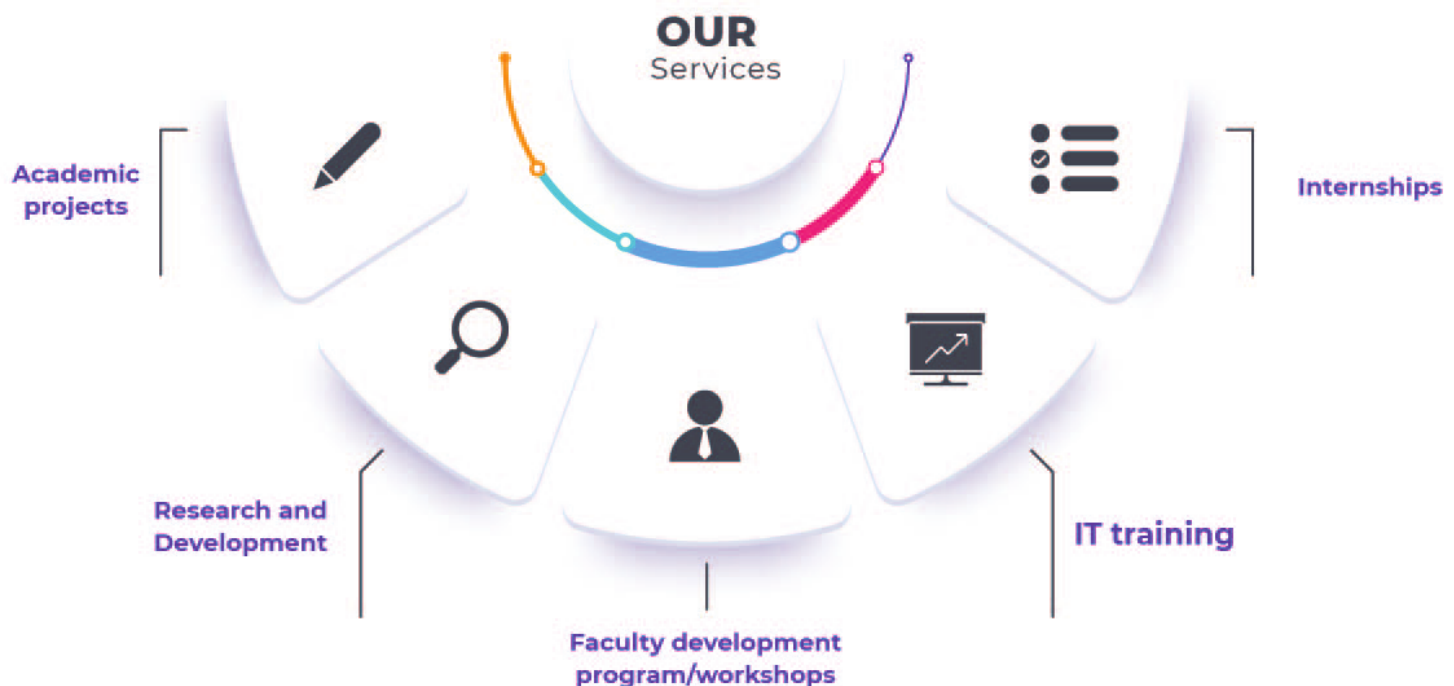 OUR
Services
Academic
projects
Internships
Research and
Development
IT training
Faculty development
program/workshops